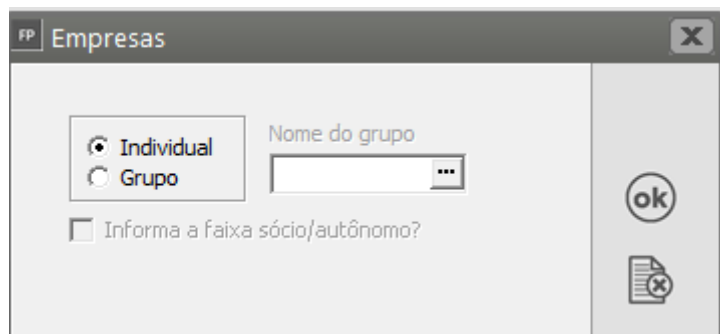 FP Empresas
Individual
Grupo
Nome do grupo
...
Informa a faixa sócio/autônomo?
ok